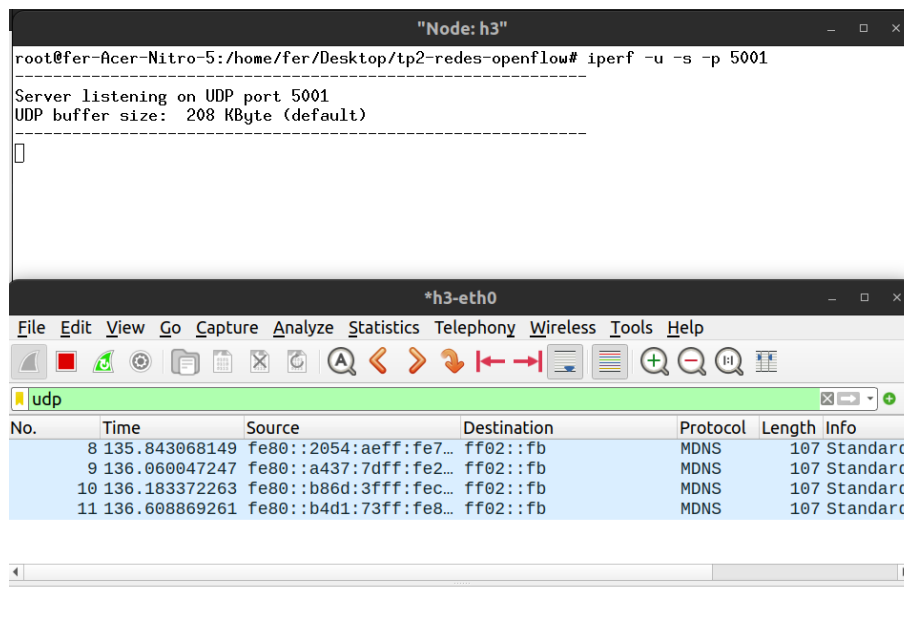 "Node: h3"
root@fer-Acer-Nitro-5:/home/fer/Desktop/tp2-redes-openflow# iperf -u -s -p 5001
------------------------------------------------------------
Server listening on UDP port 5001
UDP buffer size:  208 KByte (default)
------------------------------------------------------------
*h3-eth0
File Edit View Go Capture Analyze Statistics Telephony Wireless Tools Help
udp
No. Time Source Destination Protocol Length Info
8 135.843068149 fe80::2054:aeff:fe7… ff02::fb MDNS 107 Standard
9 136.060047247 fe80::a437:7dff:fe2… ff02::fb MDNS 107 Standard
10 136.183372263 fe80::b86d:3fff:fec… ff02::fb MDNS 107 Standard
11 136.608869261 fe80::b4d1:73ff:fe8… ff02::fb MDNS 107 Standard